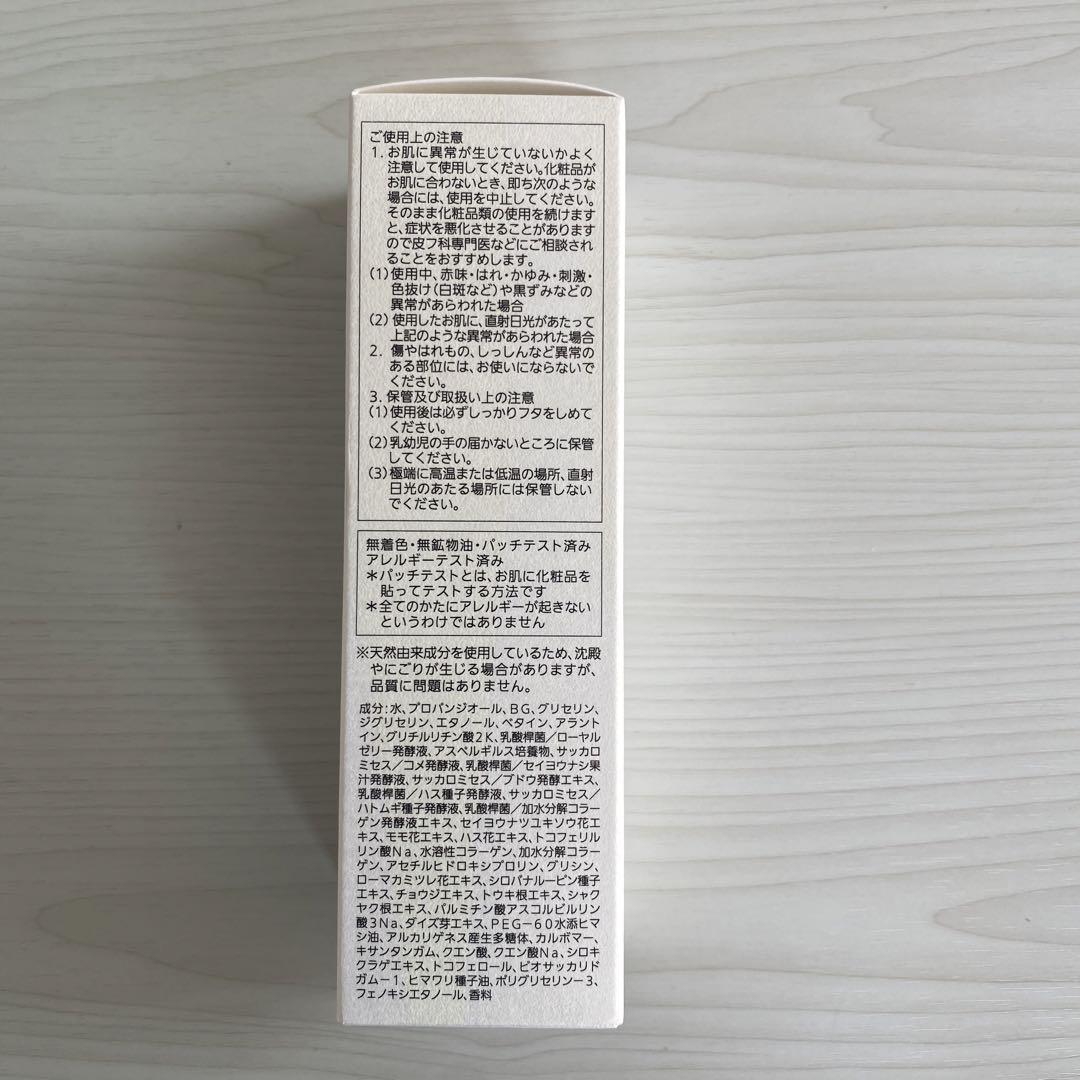 ご使用上の注意
1. お肌に異常が生じていないかよく
注意して使用してください。化粧品が
お肌に合わないとき、即ち次のような
場合には、使用を中止してください。
そのまま化粧品類の使用を続けます
と、症状を悪化させることがあります
ので皮フ科専門医などにご相談され
ることをおすすめします。
(1)使用中、赤味・はれ・かゆみ・刺激・
色抜け(白斑など)や黒ずみなどの
異常があらわれた場合
(2)使用したお肌に、直射日光があたって
上記のような異常があらわれた場合
2. 傷やはれもの、しっしんなど異常の
ある部位には、お使いにならないで
ください。
3. 保管及び取扱い上の注意
(1)使用後は必ずしっかりフタをしめて
ください。
(2)乳幼児の手の届かないところに保管
してください。
(3)極端に高温または低温の場所、直射
日光のあたる場所には保管しない
でください。
無着色・無鉱物油・パッチテスト済み
アレルギーテスト済み
＊パッチテストとは、お肌に化粧品を
貼ってテストする方法です
＊全てのかたにアレルギーが起きない
というわけではありません
※天然由来成分を使用しているため、沈殿
やにごりが生じる場合がありますが、
品質に問題はありません。
成分：水、プロパンジオール、BG、グリセリン、
ジグリセリン、エタノール、ベタイン、アラント
イン、グリチルリチン酸2K、乳酸桿菌／ローヤル
ゼリー発酵液、アスペルギルス培養物、サッカロ
ミセス／コメ発酵液、乳酸桿菌／セイヨウナシ果
汁発酵液、サッカロミセス／ブドウ発酵エキス、
乳酸桿菌／ハス種子発酵液、サッカロミセス／
ハトムギ種子発酵液、乳酸桿菌／加水分解コラー
ゲン発酵液エキス、セイヨウナツユキソウ花エ
キス、モモ花エキス、ハス花エキス、トコフェリル
リン酸Na、水溶性コラーゲン、加水分解コラー
ゲン、アセチルヒドロキシプロリン、グリシン、
ローマカミツレ花エキス、シロバナルーピン種子
エキス、チョウジエキス、トウキ根エキス、シャク
ヤク根エキス、パルミチン酸アスコルビルリン
酸3Na、ダイズ芽エキス、PEG－60水添ヒマ
シ油、アルカリゲネス産生多糖体、カルボマー、
キサンタンガム、クエン酸、クエン酸Na、シロキ
クラゲエキス、トコフェロール、ビオサッカリド
ガム－1、ヒマワリ種子油、ポリグリセリン－3、
フェノキシエタノール、香料